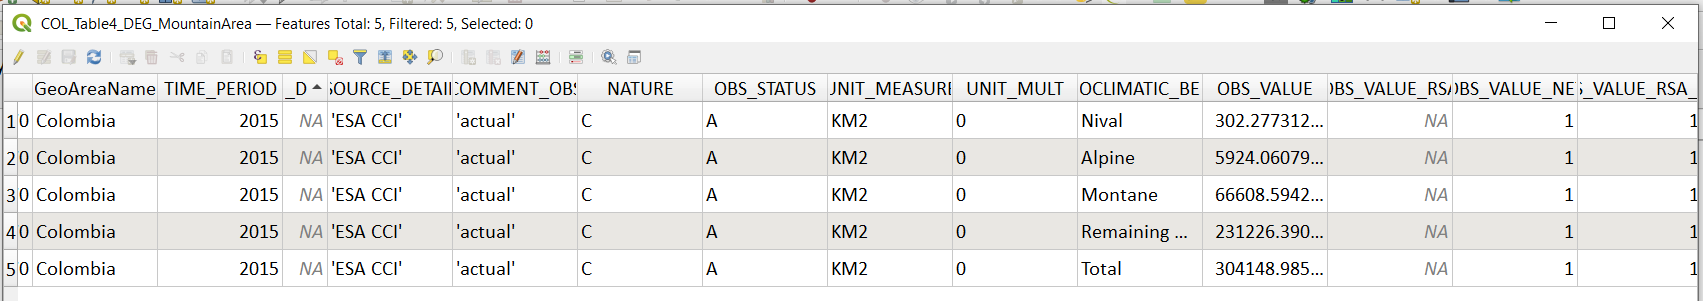 COL_Table4_DEG_MountainArea — Features Total: 5, Filtered: 5, Selected: 0
GeoAreaName TIME_PERIOD _D SOURCE_DETAIL COMMENT_OBS NATURE OBS_STATUS UNIT_MEASURE UNIT_MULT OCLIMATIC_BE OBS_VALUE OBS_VALUE_RSA OBS_VALUE_NE S_VALUE_RSA_
1 0 Colombia 2015 NA 'ESA CCI' 'actual' C A KM2 0 Nival 302.277312... NA 1 1
2 0 Colombia 2015 NA 'ESA CCI' 'actual' C A KM2 0 Alpine 5924.06079... NA 1 1
3 0 Colombia 2015 NA 'ESA CCI' 'actual' C A KM2 0 Montane 66608.5942... NA 1 1
4 0 Colombia 2015 NA 'ESA CCI' 'actual' C A KM2 0 Remaining ... 231226.390... NA 1 1
5 0 Colombia 2015 NA 'ESA CCI' 'actual' C A KM2 0 Total 304148.985... NA 1 1